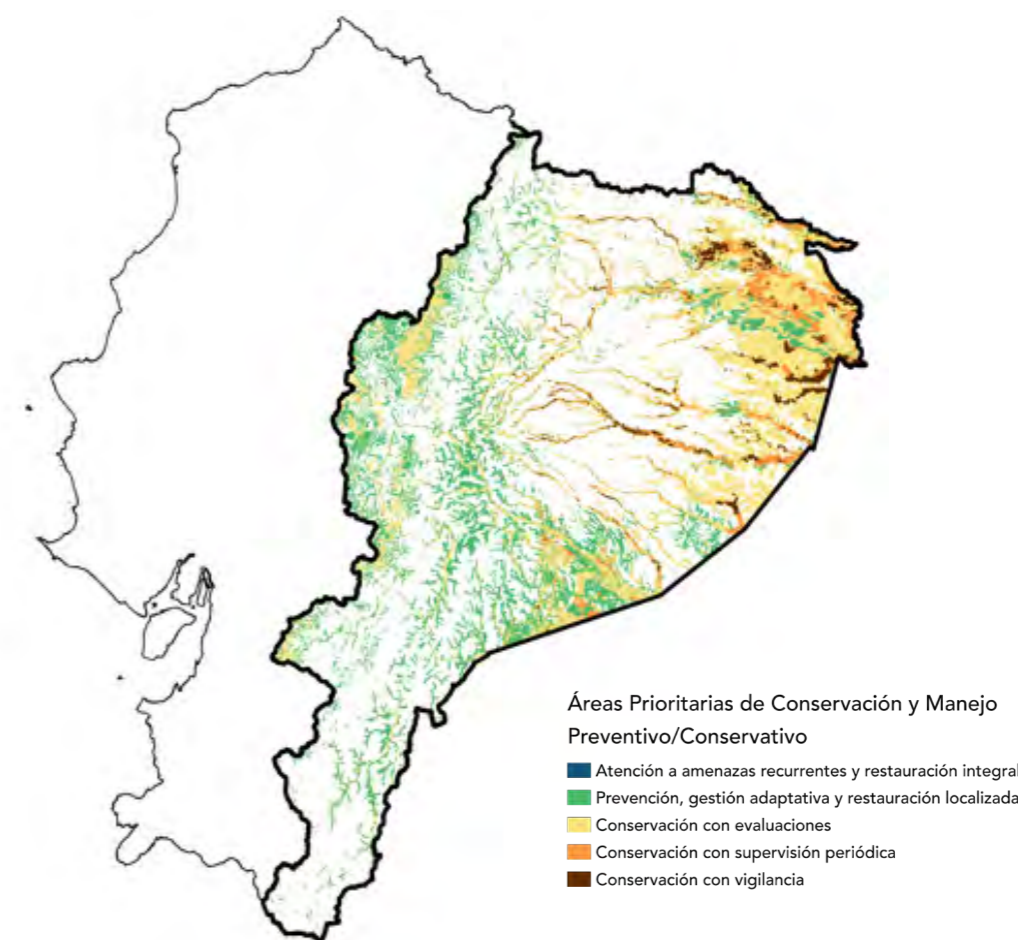 Áreas Prioritarias de Conservación y Manejo
Preventivo/Conservativo
Atención a amenazas recurrentes y restauración integral
Prevención, gestión adaptativa y restauración localizada
Conservación con evaluaciones
Conservación con supervisión periódica
Conservación con vigilancia